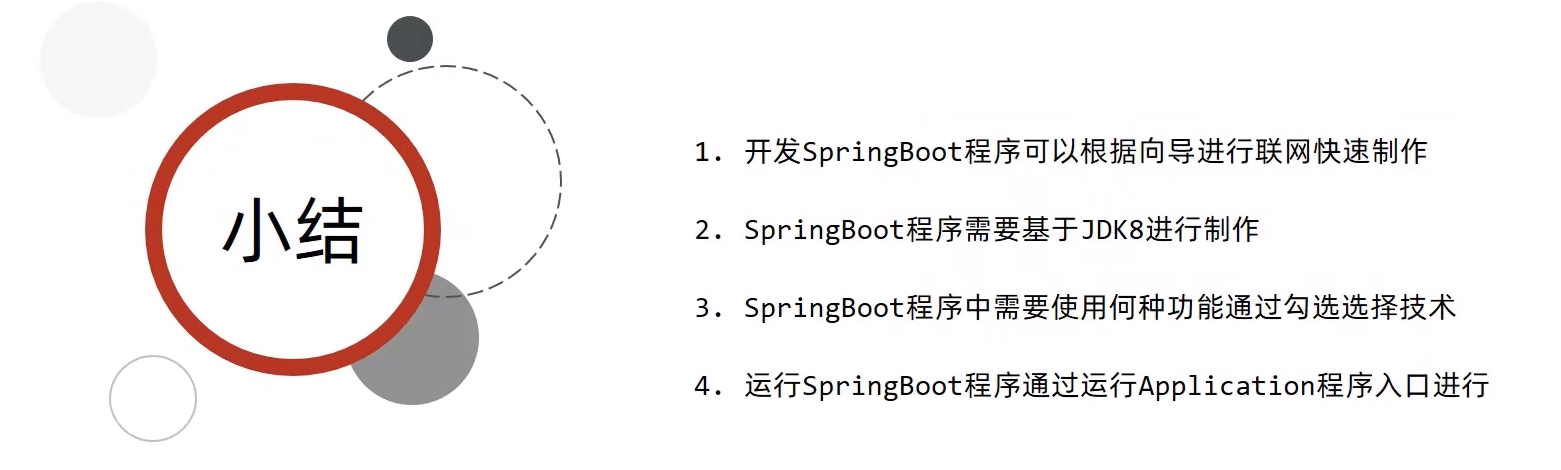 小结
1. 开发SpringBoot程序可以根据向导进行联网快速制作
2. SpringBoot程序需要基于JDK8进行制作
3. SpringBoot程序中需要使用何种功能通过勾选选择技术
4. 运行SpringBoot程序通过运行Application程序入口进行